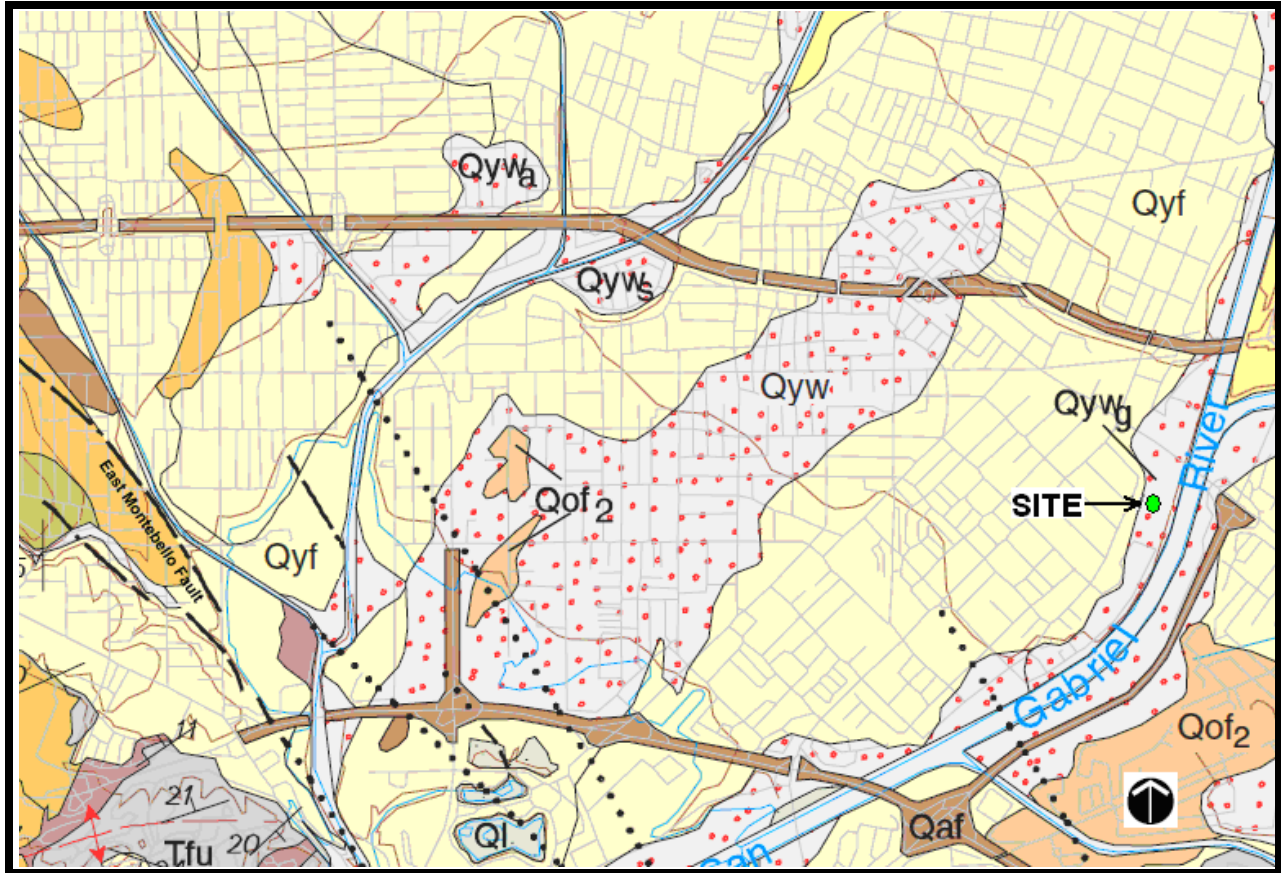 Qywa
Qyf
Qyws
Qyw
Qywg
River
SITE
Qof2
East Montebello Fault
Qyf
Gabriel
Qof2
11
21
Tfu
20
Ql
Qaf
San